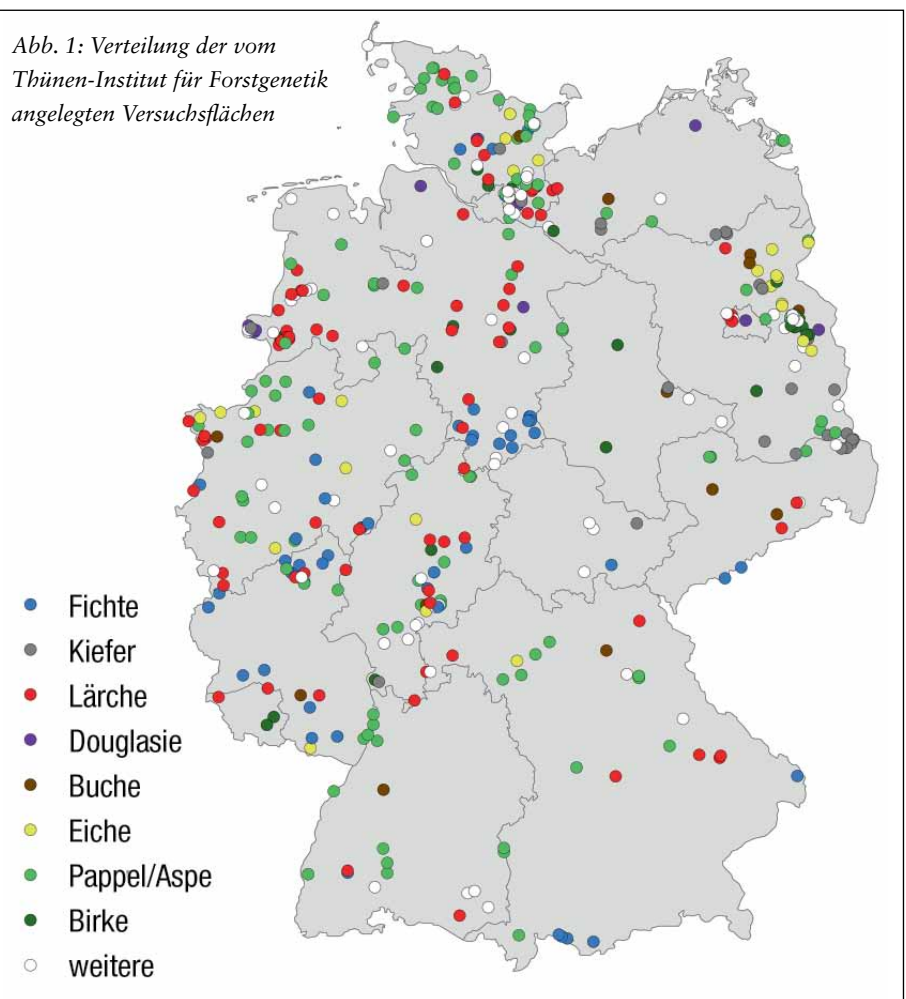 Abb. 1: Verteilung der vom
Thünen-Institut für Forstgenetik
angelegten Versuchsflächen
Fichte
Kiefer
Lärche
Douglasie
Buche
Eiche
Pappel/Aspe
Birke
weitere